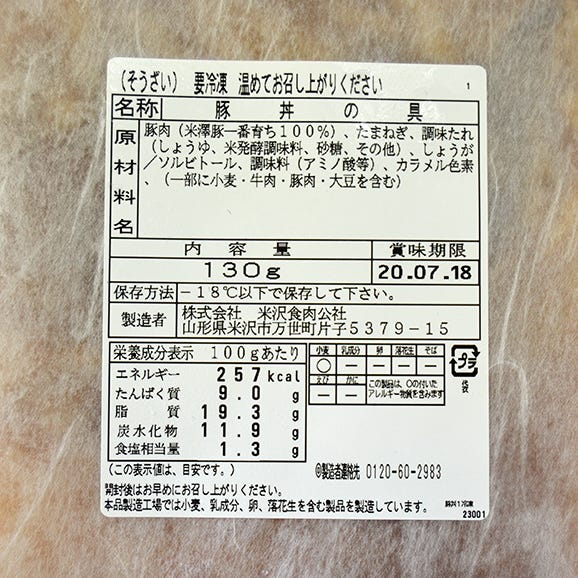 (そうざい) 要冷凍 温めてお召し上がりください 1
名称 豚丼の具
原材料名 豚肉(米澤豚一番育ち100%)、たまねぎ、調味たれ
(しょうゆ、米発酵調味料、砂糖、その他)、しょうが
/ソルビトール、調味料(アミノ酸等)、カラメル色素
、(一部に小麦・牛肉・豚肉・大豆を含む)
内容量 賞味期限
130g 20.07.18
保存方法 -18℃以下で保存して下さい。
製造者 株式会社 米沢食肉公社
山形県米沢市万世町片子5379-15
栄養成分表示 100gあたり
エネルギー 257kcal
たんぱく質 9.0 g
脂質 19.3 g
炭水化物 11.9 g
食塩相当量 1.3 g
(この表示値は、目安です。)
小麦 乳成分 卵 落花生 そば
○ - - - -
えび かに この製品は、○の付いた
- - アレルギー物質を含みます
プラ
袋
@製造者連絡先 0120-60-2983
開封後はお早めにお召し上がりください。
本品製造工場では小麦、乳成分、卵、落花生を含む製品を製造しています。
豚丼1冷凍
23001